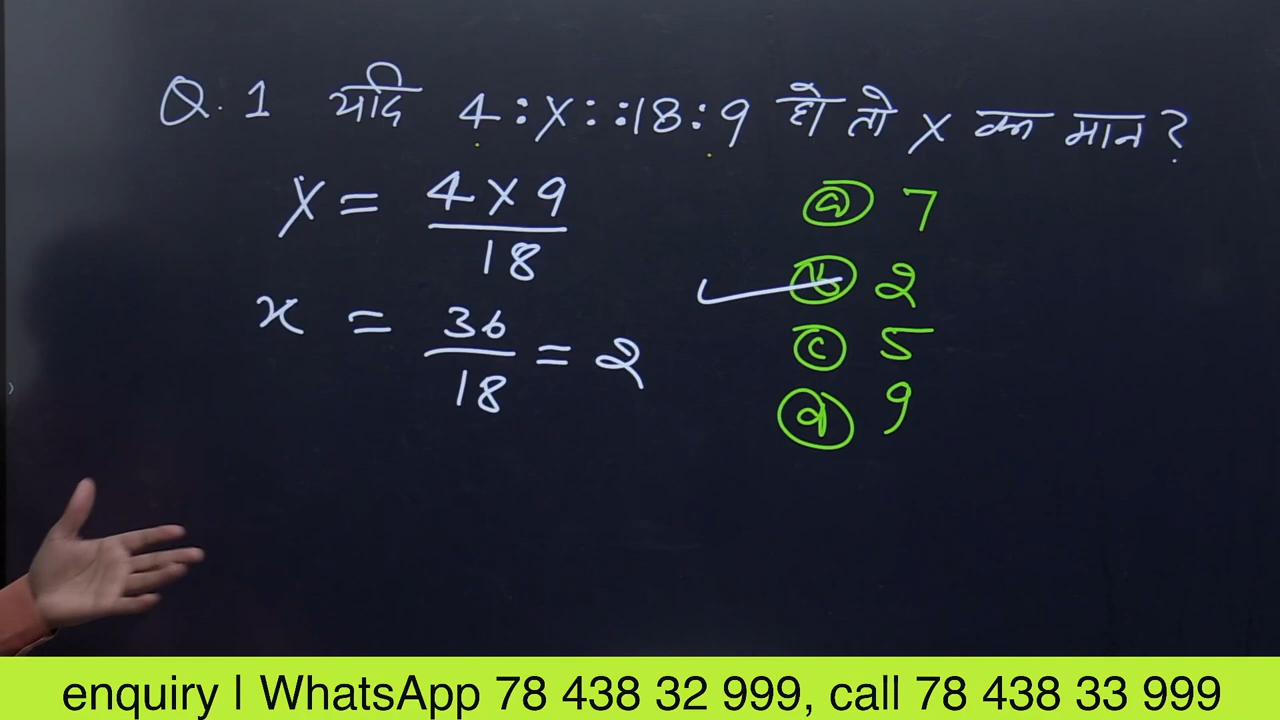 Q. 1 यदि 4 : X : : 18 : 9 हो तो X का मान ?
X = 4 X 9 / 18
x = 36 / 18 = 2
(a) 7
(b) 2
(c) 5
(d) 9
enquiry | WhatsApp 78 438 32 999, call 78 438 33 999